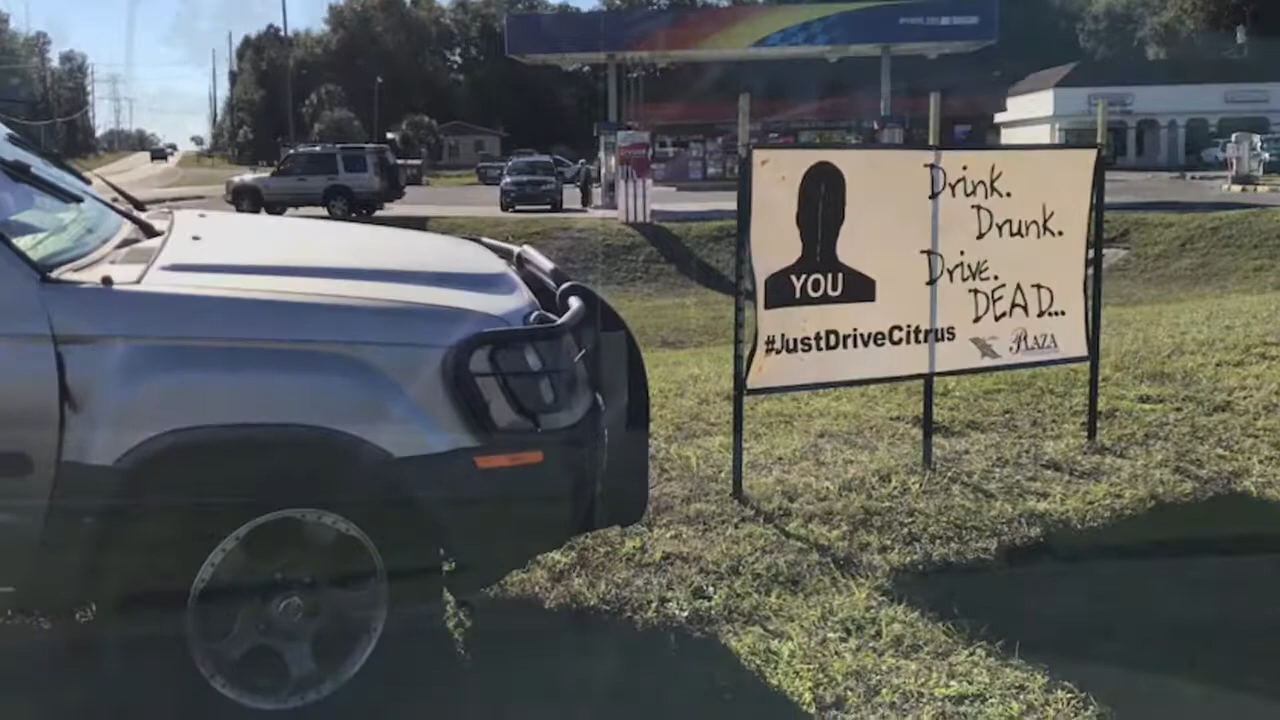 YOU
Drink.
Drunk.
Drive.
DEAD...
#JustDriveCitrus
PLAZA